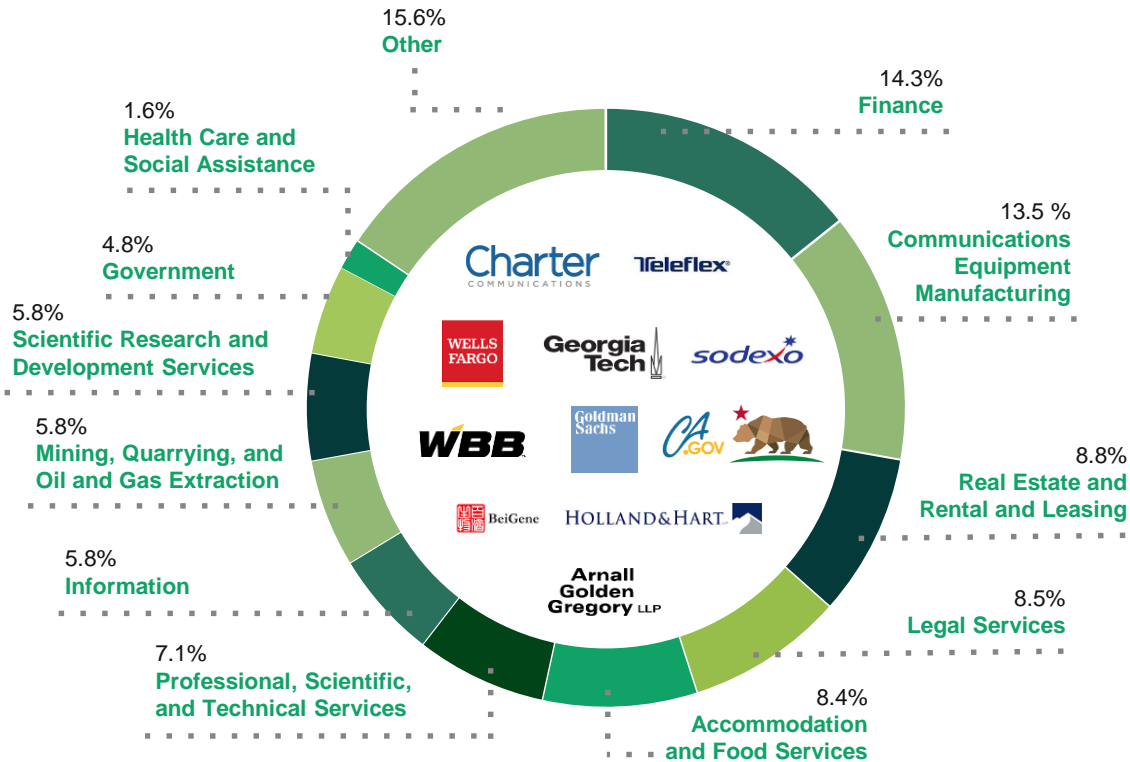 15.6%
Other
14.3%
Finance
1.6%
Health Care and
Social Assistance
13.5 %
Communications
Equipment
Manufacturing
4.8%
Government
5.8%
Scientific Research and
Development Services
5.8%
Mining, Quarrying, and
Oil and Gas Extraction
8.8%
Real Estate and
Rental and Leasing
5.8%
Information
8.5%
Legal Services
7.1%
Professional, Scientific,
and Technical Services
8.4%
Accommodation
and Food Services
Charter
COMMUNICATIONS
Teleflex®
WELLS
FARGO
Georgia
Tech
sodexo
WBB
Goldman
Sachs
CA
.GOV
百濟
神州
BeiGene
HOLLAND&HART
Arnall
Golden
Gregory LLP